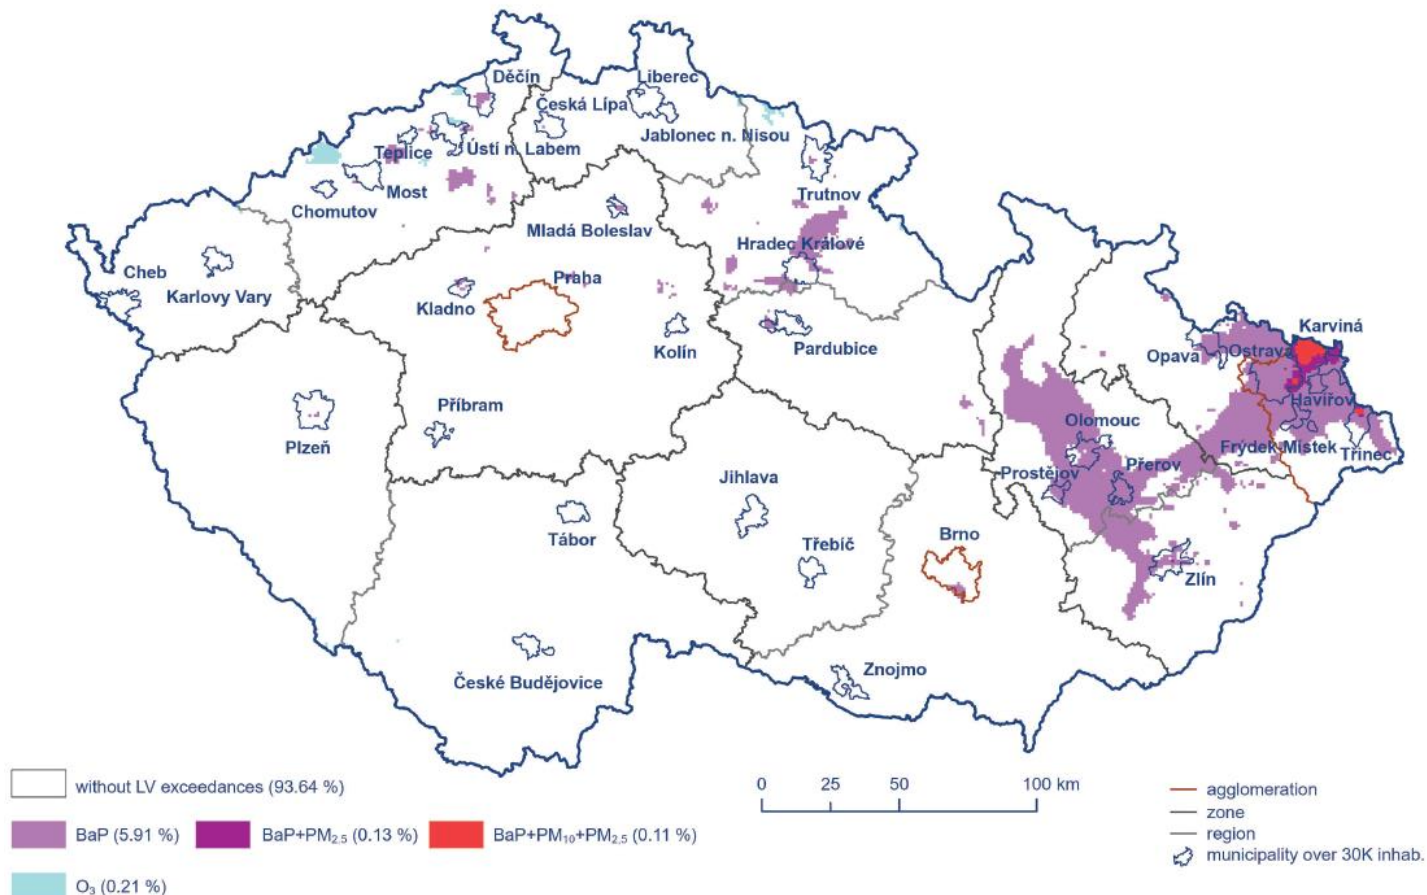 Děčín
Liberec
Česká Lípa
Jablonec n. Nisou
Teplice
Ústí n. Labem
Most
Chomutov
Trutnov
Mladá Boleslav
Hradec Králové
Cheb
Karlovy Vary
Praha
Kladno
Kolín
Pardubice
Karviná
Opava
Ostrava
Havířov
Příbram
Plzeň
Olomouc
Frýdek-Místek
Třinec
Prostějov
Přerov
Jihlava
Tábor
Třebíč
Brno
Zlín
České Budějovice
Znojmo
without LV exceedances (93.64 %)
BaP (5.91 %)
BaP+PM₂.₅ (0.13 %)
BaP+PM₁₀+PM₂.₅ (0.11 %)
O₃ (0.21 %)
0 25 50 100 km
agglomeration
zone
region
municipality over 30K inhab.